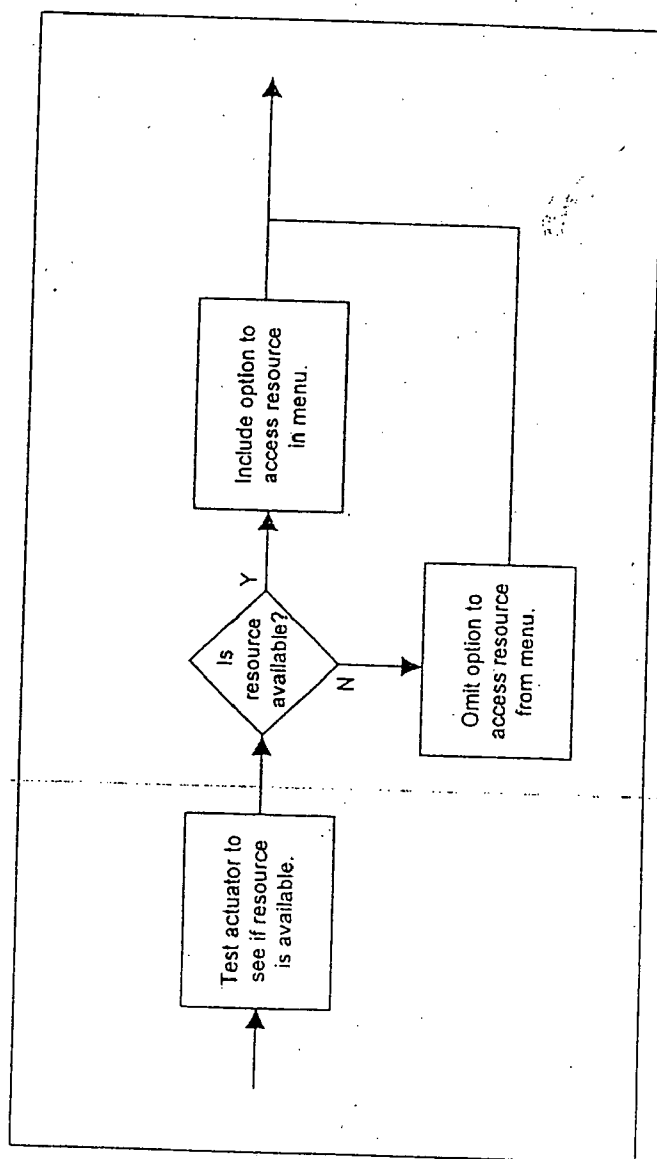 Test actuator to
see if resource
is available.
Is
resource
available?
Y
N
Include option to
access resource
in menu.
Omit option to
access resource
from menu.